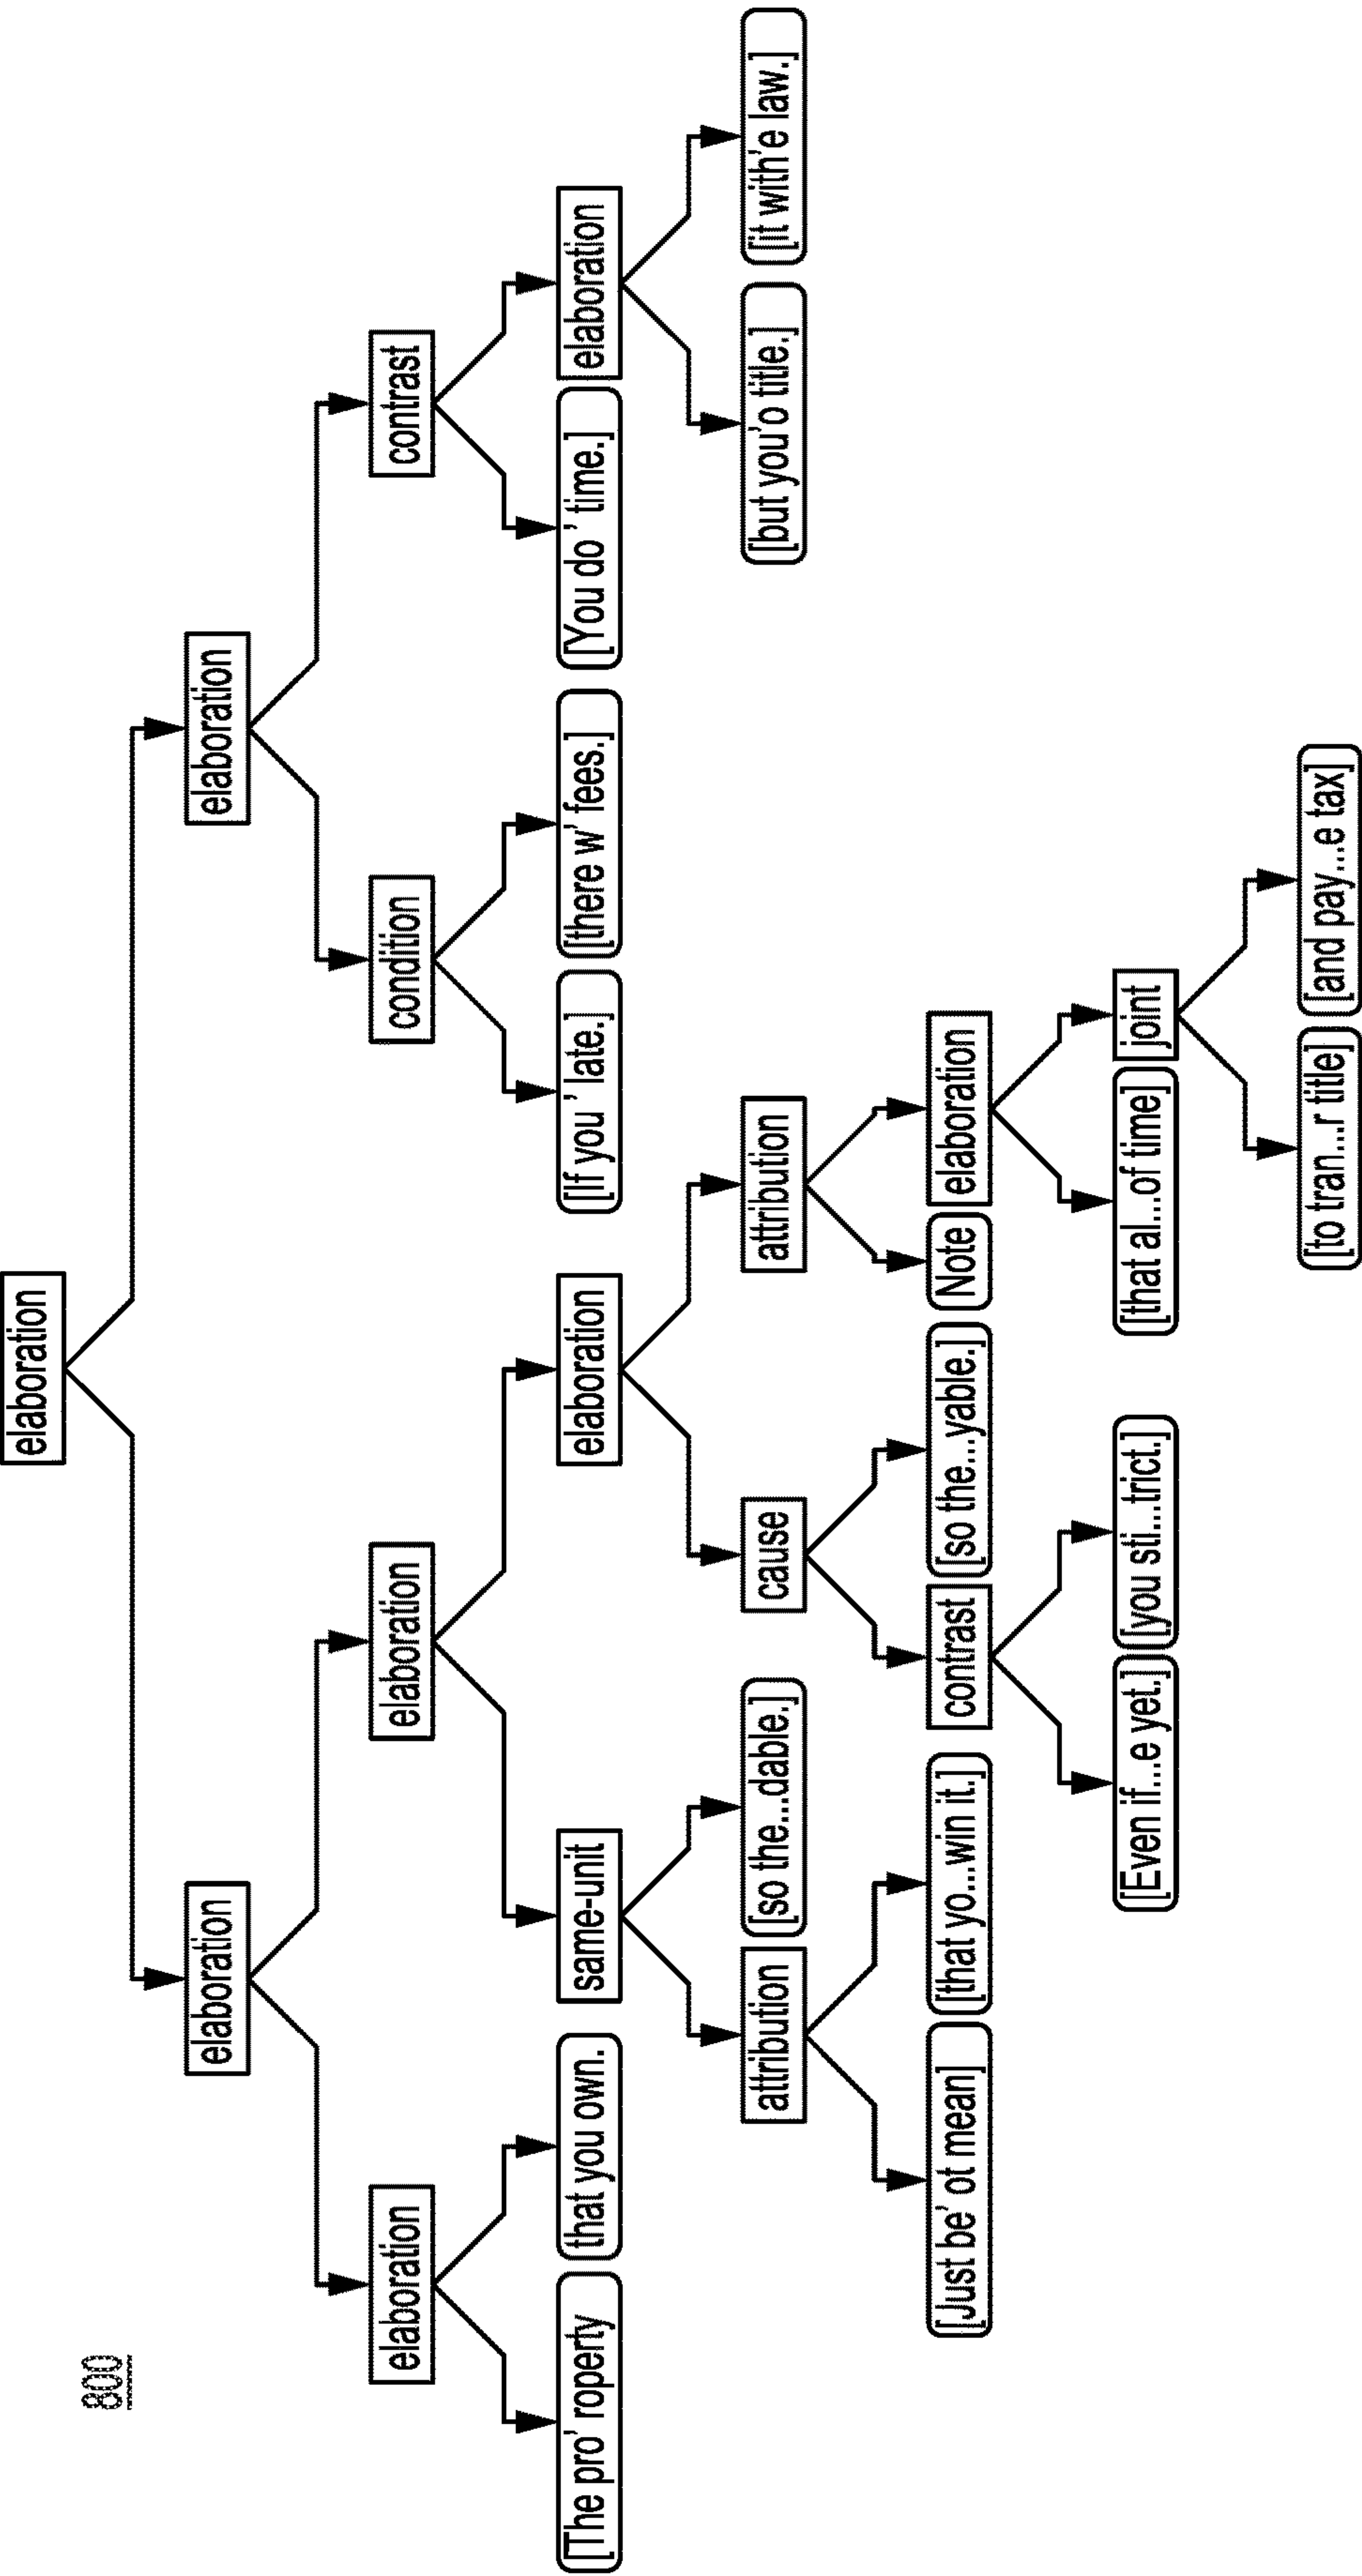 800
elaboration
elaboration
elaboration
elaboration
elaboration
condition
contrast
[The pro' roperty
[that you own.
same-unit
elaboration
[If you ' late.]
[there w' fees.]
[You do ' time.]
elaboration
attribution
[so the...dable.]
cause
attribution
[but you'o title.]
[it with'e law.]
[Just be' ot mean]
[that yo...win it.]
contrast
[so the...yable.]
Note
elaboration
[Even if...e yet.]
[you sti...trict.]
[that al...of time]
joint
[to tran...r title]
[and pay...e tax]